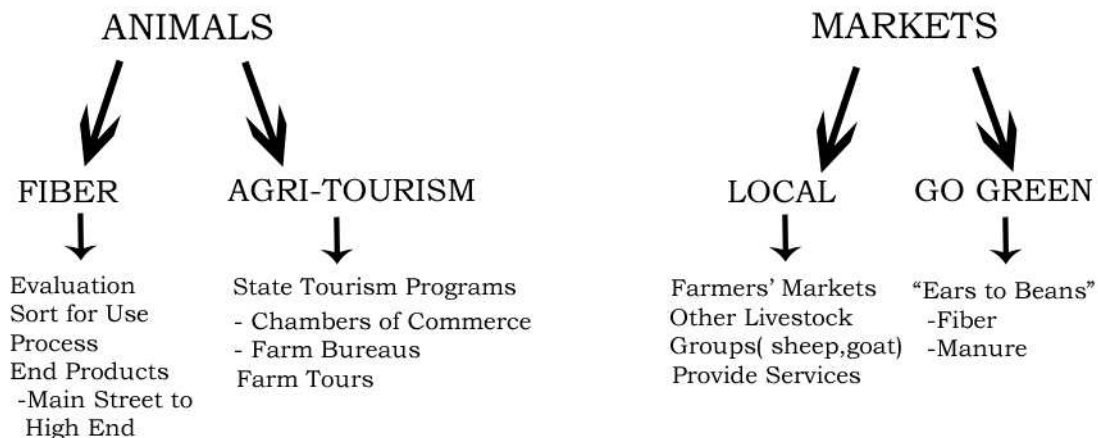 ANIMALS
MARKETS
FIBER
AGRI-TOURISM
LOCAL
GO GREEN
Evaluation
Sort for Use
Process
End Products
-Main Street to
High End
State Tourism Programs
- Chambers of Commerce
- Farm Bureaus
Farm Tours
Farmers’ Markets
Other Livestock
Groups( sheep,goat)
Provide Services
“Ears to Beans”
-Fiber
-Manure